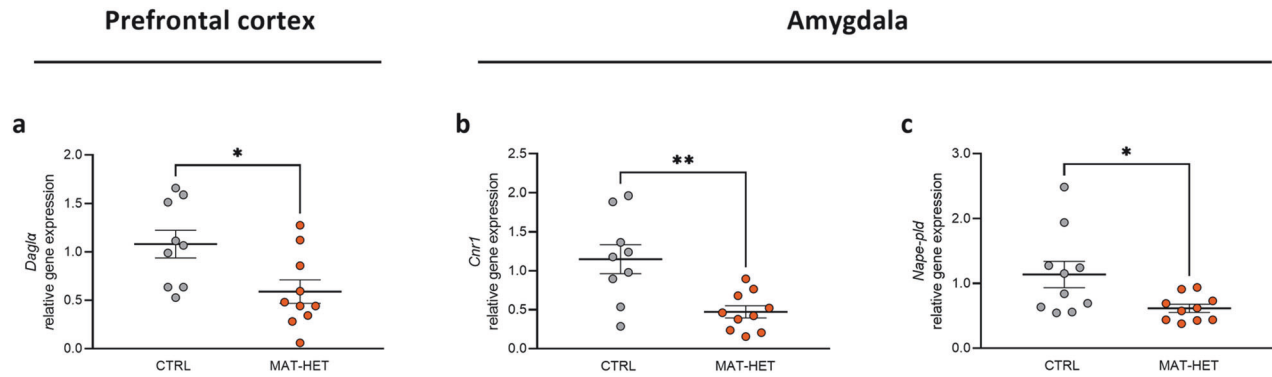 Prefrontal cortex
Amygdala
a
Daglα
relative gene expression
2.0
1.5
1.0
0.5
0.0
*
CTRL
MAT-HET
b
Cnr1
relative gene expression
2.5
2.0
1.5
1.0
0.5
0.0
**
CTRL
MAT-HET
c
Nape-pld
relative gene expression
3.0
2.0
1.0
0.0
*
CTRL
MAT-HET